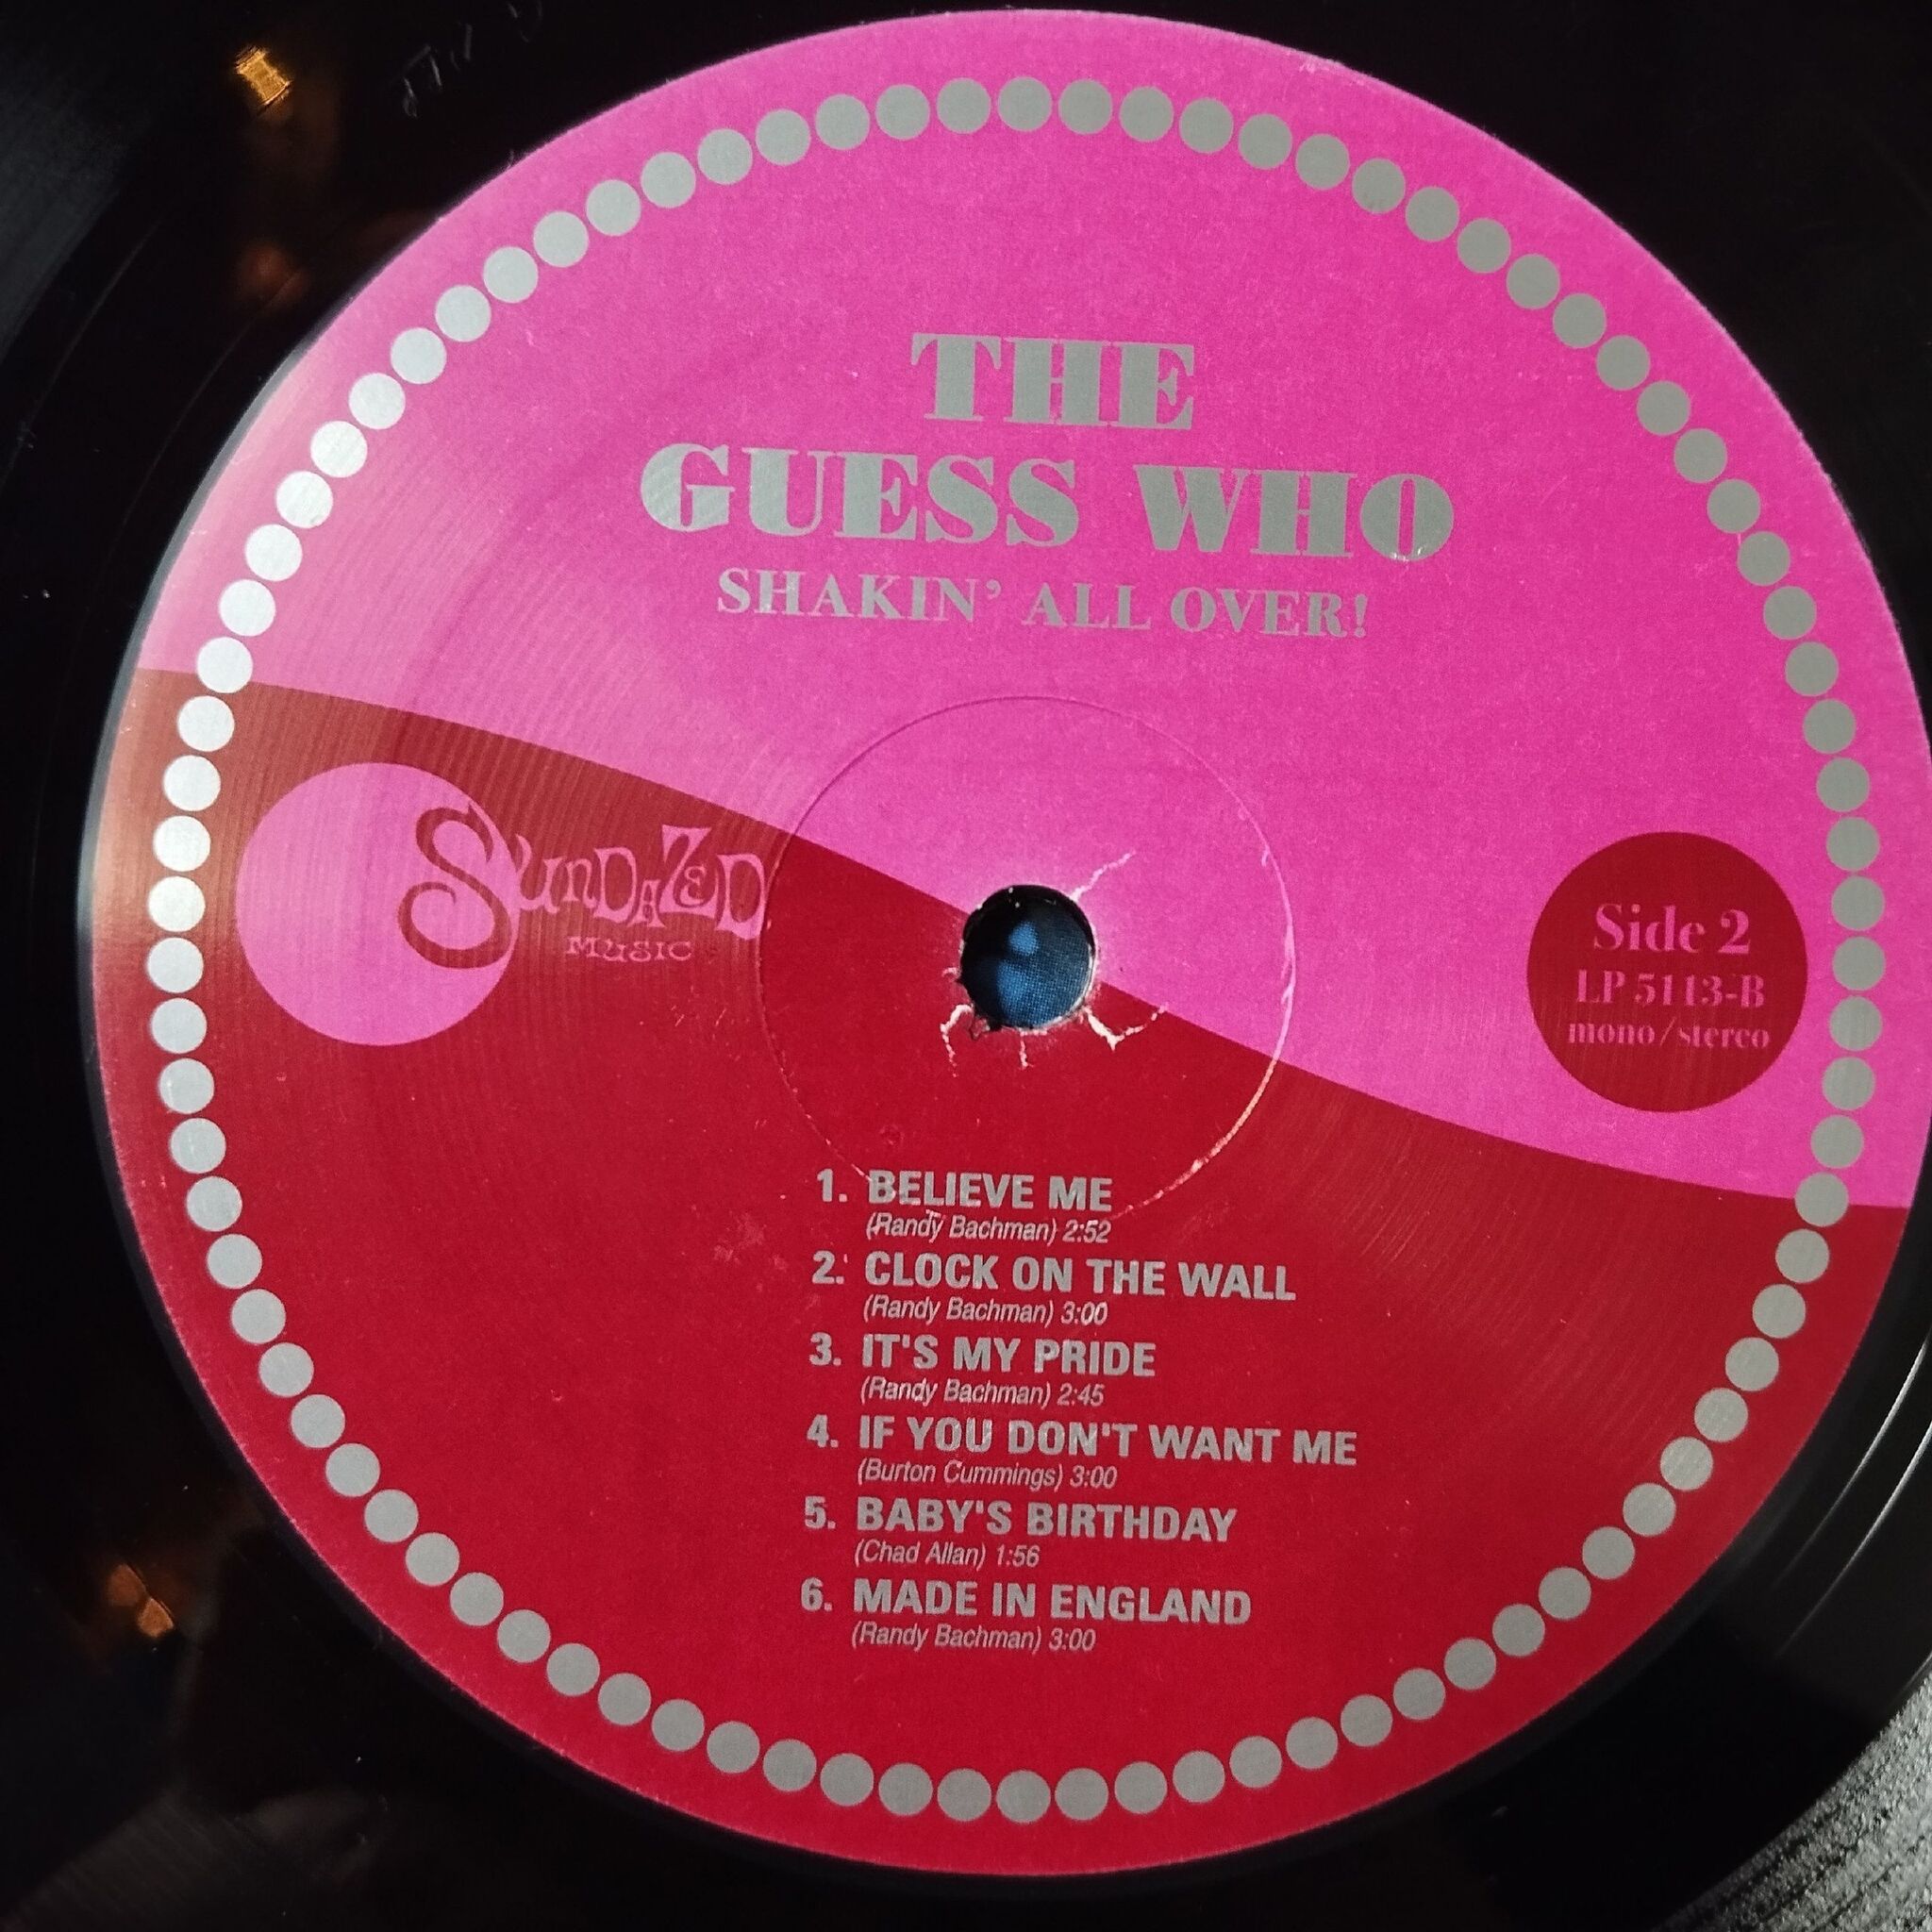 THE
GUESS WHO
SHAKIN' ALL OVER!
SUNDAZED
MUSIC
Side 2
LP 5113-B
mono/stereo
1. BELIEVE ME
(Randy Bachman) 2:52
2. CLOCK ON THE WALL
(Randy Bachman) 3:00
3. IT'S MY PRIDE
(Randy Bachman) 2:45
4. IF YOU DON'T WANT ME
(Burton Cummings) 3:00
5. BABY'S BIRTHDAY
(Chad Allan) 1:56
6. MADE IN ENGLAND
(Randy Bachman) 3:00